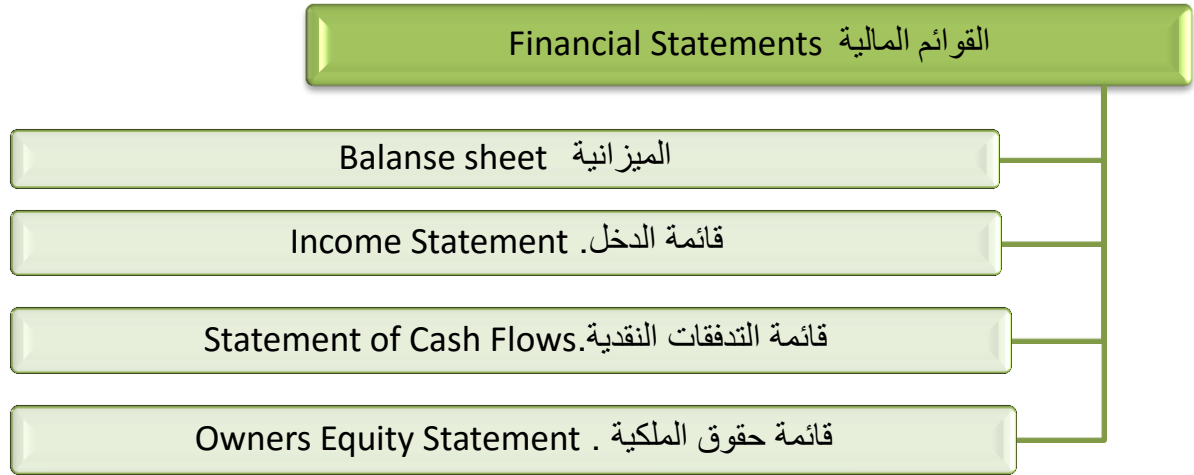 القوائم المالية Financial Statements
الميزانية Balanse sheet
قائمة الدخل. Income Statement
قائمة التدفقات النقدية.Statement of Cash Flows
قائمة حقوق الملكية . Owners Equity Statement